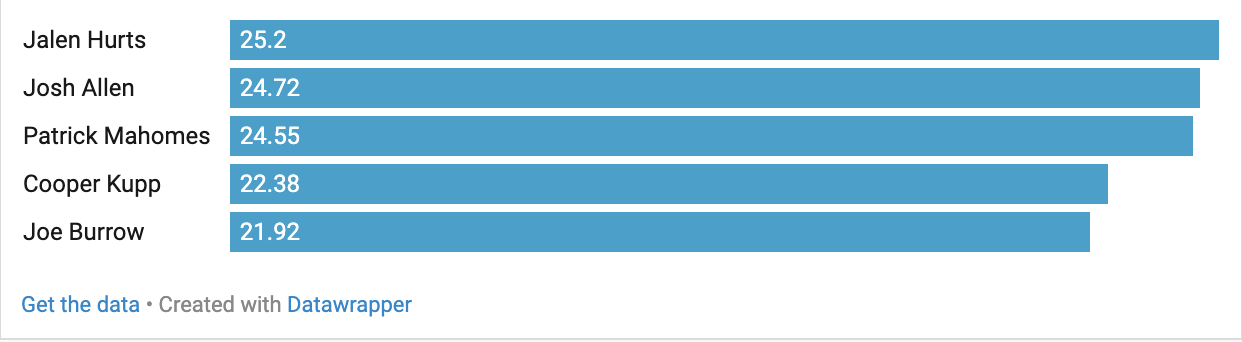 Jalen Hurts 25.2
Josh Allen 24.72
Patrick Mahomes 24.55
Cooper Kupp 22.38
Joe Burrow 21.92
Get the data • Created with Datawrapper